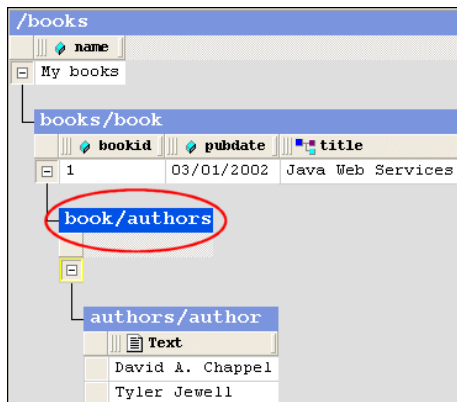 /books
name
My books
books/book
bookid pubdate title
1 03/01/2002 Java Web Services
book/authors
authors/author
Text
David A. Chappel
Tyler Jewell